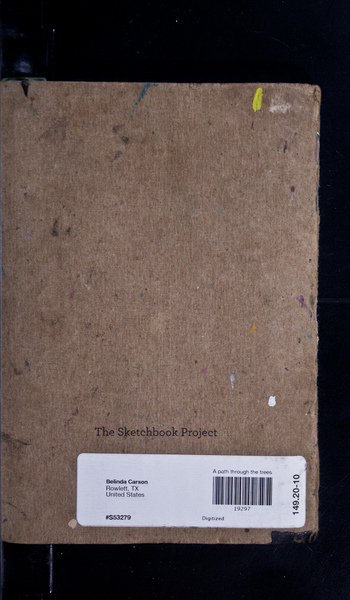 The Sketchbook Project
A path through the trees
Belinda Carson
Rowlett, TX
United States
19297
#S53279
Digitized
149.20-10